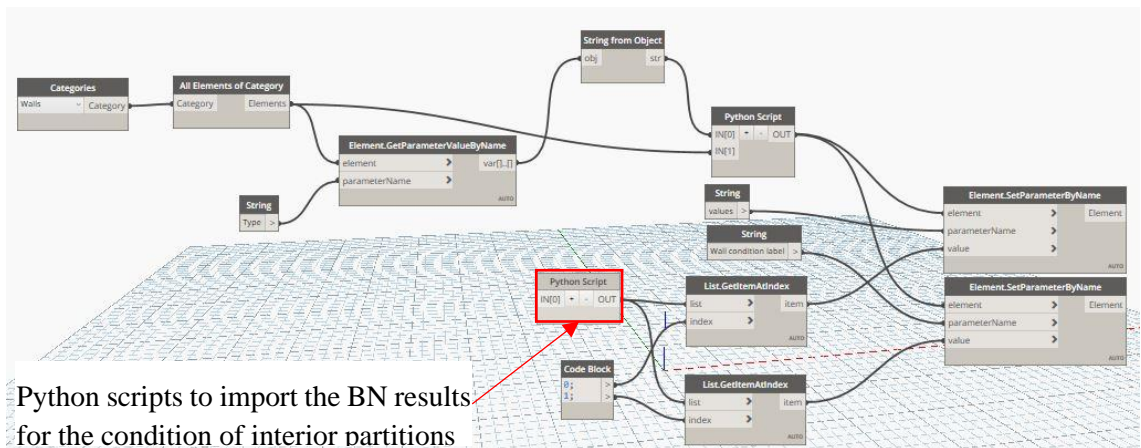 String from Object
obj str
Categories
Walls Category
All Elements of Category
Category Elements
Python Script
IN[0] + - OUT
IN[1]
Element.GetParameterValueByName
element > var[]..[]
parameterName >
AUTO
String
Type >
String
values >
String
Wall condition label >
Element.SetParameterByName
element > Element
parameterName >
value >
AUTO
Python Script
IN[0] + - OUT
List.GetItemAtIndex
list > item
index >
AUTO
Element.SetParameterByName
element > Element
parameterName >
value >
AUTO
Code Block
0; >
1; >
List.GetItemAtIndex
list > item
index >
AUTO
Python scripts to import the BN results
for the condition of interior partitions